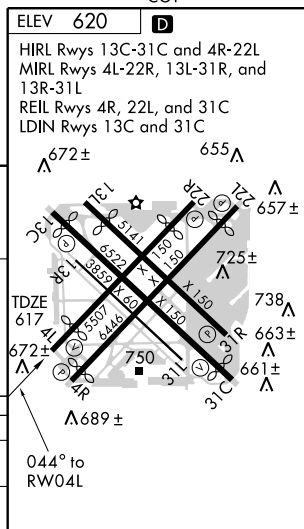 ELEV 620 D
HIRL Rwys 13C-31C and 4R-22L
MIRL Rwys 4L-22R, 13L-31R, and
13R-31L
REIL Rwys 4R, 22L, and 31C
LDIN Rwys 13C and 31C
672±
655
657±
13C
13L
22R
22L
P
P
P
5141 X 150
6522 X 150
13R
3859 X 60
725±
TDZE
617
5507 X 150
6446 X 150
738
4L
672±
V
P
4R
750
31L
V
R
31R
663±
31C
661±
689±
044° to
RW04L